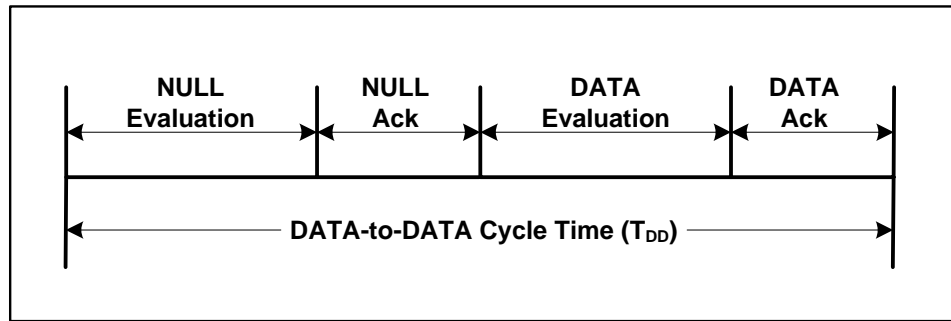 NULL Evaluation
NULL Ack
DATA Evaluation
DATA Ack
DATA-to-DATA Cycle Time (TDD)